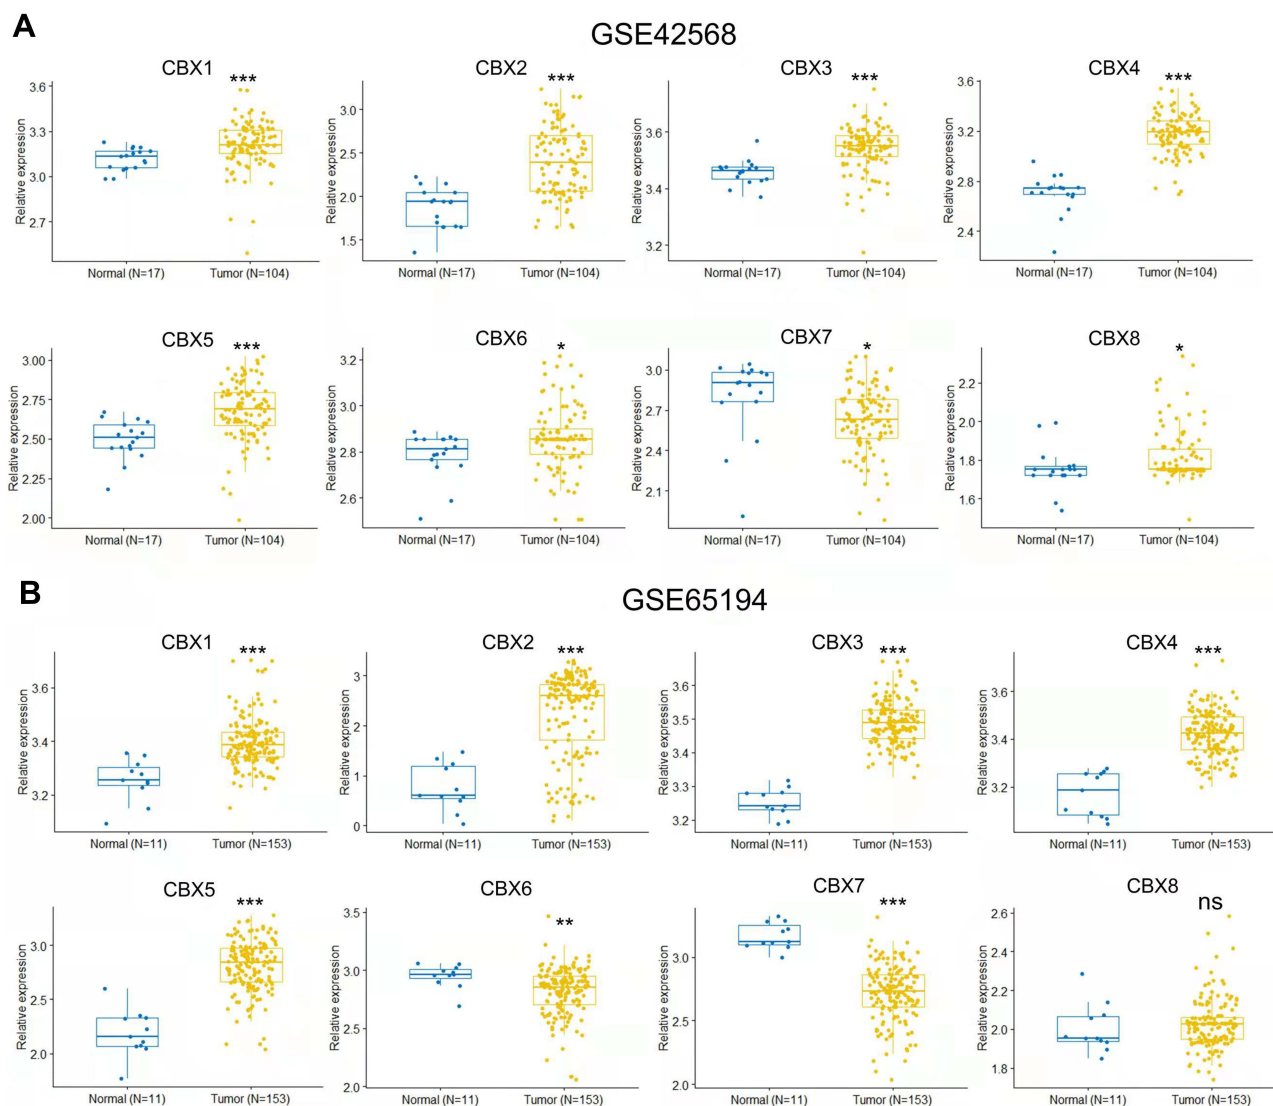 A
GSE42568
CBX1
***
Relative expression
3.6
3.3
3.0
2.7
Normal (N=17)
Tumor (N=104)
CBX2
***
Relative expression
3.0
2.5
2.0
1.5
Normal (N=17)
Tumor (N=104)
CBX3
***
Relative expression
3.6
3.4
3.2
Normal (N=17)
Tumor (N=104)
CBX4
***
Relative expression
3.6
3.2
2.8
2.4
Normal (N=17)
Tumor (N=104)
CBX5
***
Relative expression
3.00
2.75
2.50
2.25
2.00
Normal (N=17)
Tumor (N=104)
CBX6
*
Relative expression
3.2
3.0
2.8
2.6
Normal (N=17)
Tumor (N=104)
CBX7
*
Relative expression
3.0
2.7
2.4
2.1
Normal (N=17)
Tumor (N=104)
CBX8
*
Relative expression
2.2
2.0
1.8
1.6
Normal (N=17)
Tumor (N=104)
B
GSE65194
CBX1
***
Relative expression
3.6
3.4
3.2
Normal (N=11)
Tumor (N=153)
CBX2
***
Relative expression
3
2
1
0
Normal (N=11)
Tumor (N=153)
CBX3
***
Relative expression
3.6
3.5
3.4
3.3
3.2
Normal (N=11)
Tumor (N=153)
CBX4
***
Relative expression
3.6
3.4
3.2
Normal (N=11)
Tumor (N=153)
CBX5
***
Relative expression
3.0
2.5
2.0
Normal (N=11)
Tumor (N=153)
CBX6
**
Relative expression
3.5
3.0
2.5
2.0
Normal (N=11)
Tumor (N=153)
CBX7
***
Relative expression
3.0
2.5
2.0
Normal (N=11)
Tumor (N=153)
CBX8
ns
Relative expression
2.6
2.4
2.2
2.0
1.8
Normal (N=11)
Tumor (N=153)